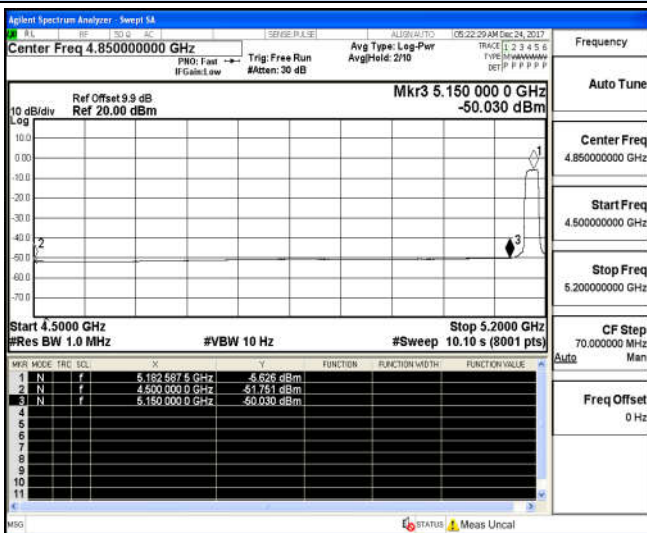 Agilent Spectrum Analyzer - Swept SA
RL RF 50 Ω AC SENSE:PULSE ALIGN AUTO 05:22:29 AM Dec 24, 2017
Center Freq 4.850000000 GHz
PNO: Fast
IFGain:Low
Trig: Free Run
#Atten: 30 dB
Avg Type: Log-Pwr
Avg|Hold: 2/10
TRACE 1 2 3 4 5 6
TYPE MWWWWW
DET P P P P P P
Frequency
Ref Offset 9.9 dB
10 dB/div Ref 20.00 dBm
Log
Mkr3 5.150 000 0 GHz
-50.030 dBm
10.0
0.00
-10.0
-20.0
-30.0
-40.0
-50.0
-60.0
-70.0
1
2
3
Start 4.5000 GHz Stop 5.2000 GHz
#Res BW 1.0 MHz #VBW 10 Hz #Sweep 10.10 s (8001 pts)
MKR MODE TRC SCL X Y FUNCTION FUNCTION WIDTH FUNCTION VALUE
1 N f 5.182 587 5 GHz -5.626 dBm
2 N f 4.500 000 0 GHz -51.751 dBm
3 N f 5.150 000 0 GHz -50.030 dBm
4
5
6
7
8
9
10
11
MSG STATUS Meas Uncal
Auto Tune
Center Freq
4.850000000 GHz
Start Freq
4.500000000 GHz
Stop Freq
5.200000000 GHz
CF Step
70.000000 MHz
Auto Man
Freq Offset
0 Hz